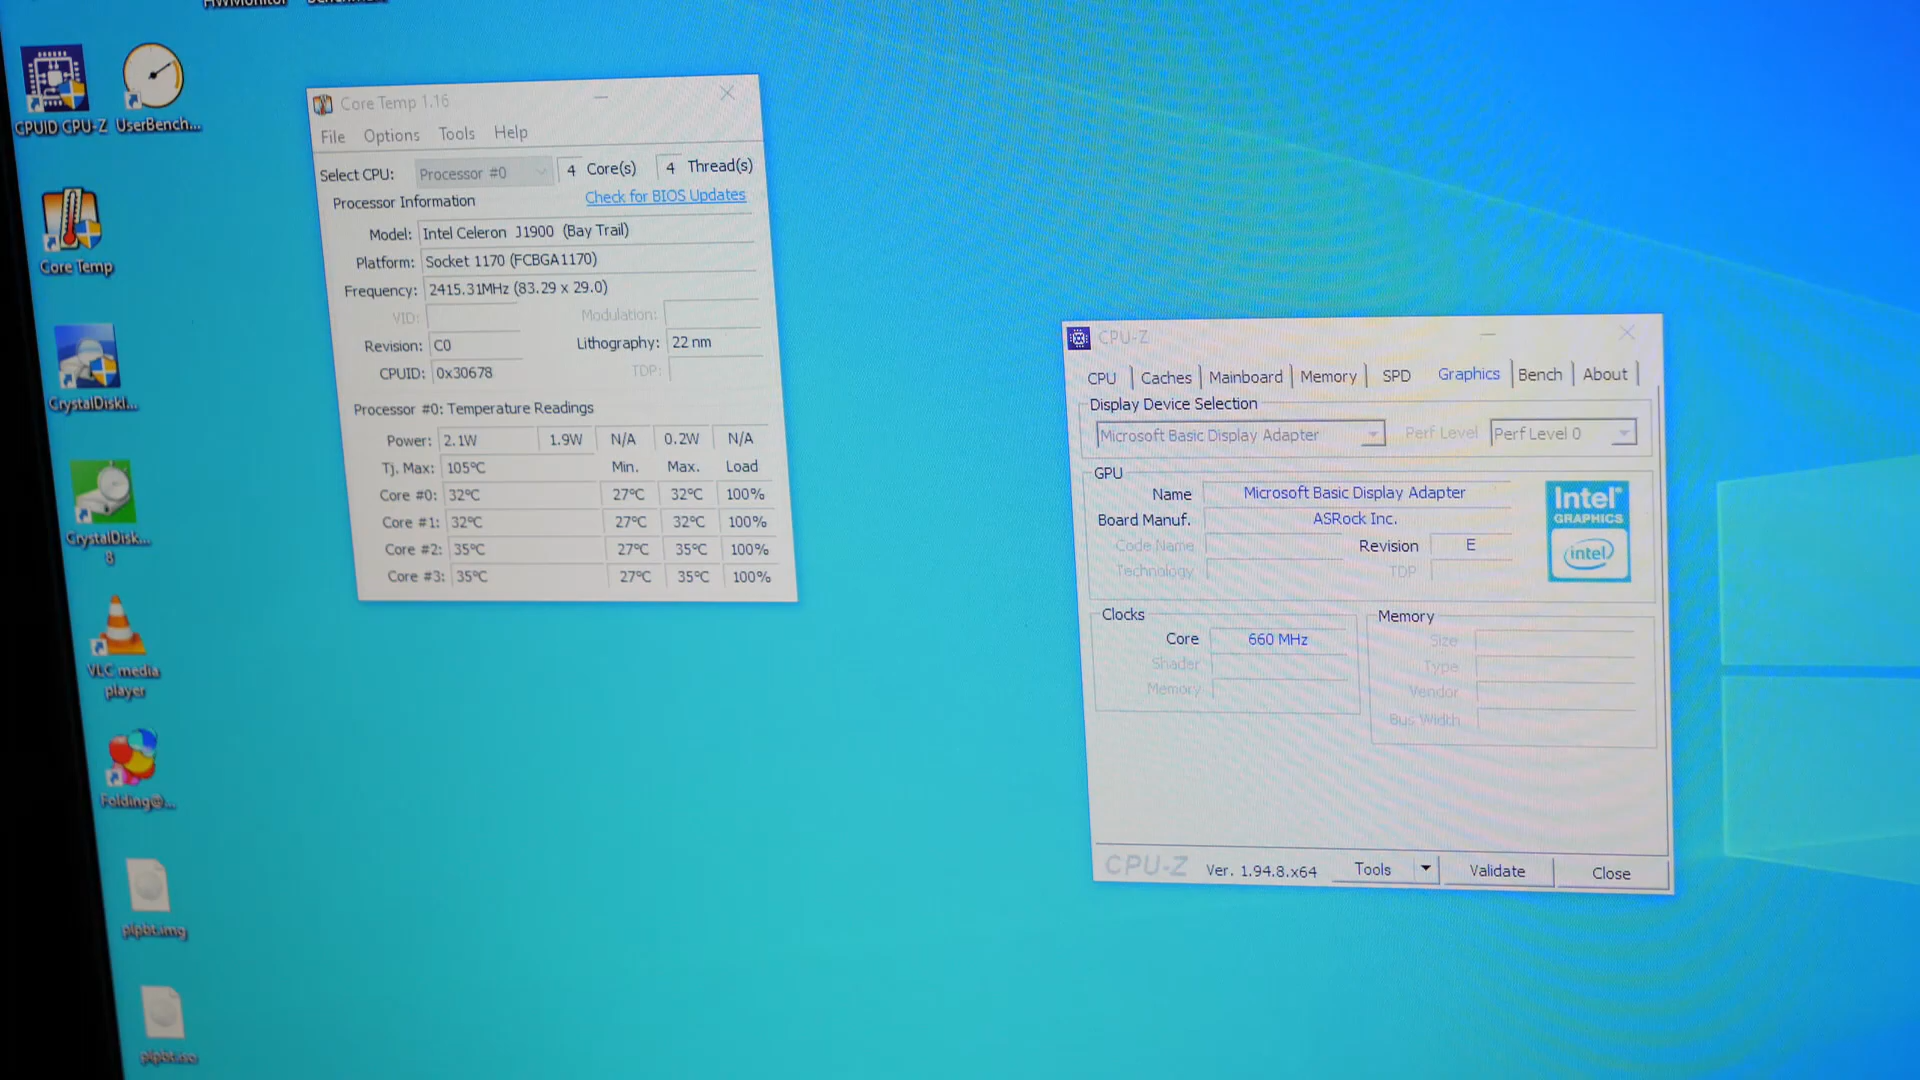 CPUID CPU-Z
UserBench...
Core Temp
CrystalDiskI...
CrystalDisk...
8
VLC media
player
Folding@...
plpbt.img
plpbt.iso
Core Temp 1.16
File Options Tools Help
Select CPU: Processor #0 4 Core(s) 4 Thread(s)
Processor Information Check for BIOS Updates
Model: Intel Celeron J1900 (Bay Trail)
Platform: Socket 1170 (FCBGA1170)
Frequency: 2415.31MHz (83.29 x 29.0)
VID: Modulation:
Revision: C0 Lithography: 22 nm
CPUID: 0x30678 TDP:
Processor #0: Temperature Readings
Power: 2.1W 1.9W N/A 0.2W N/A
Tj. Max: 105°C Min. Max. Load
Core #0: 32°C 27°C 32°C 100%
Core #1: 32°C 27°C 32°C 100%
Core #2: 35°C 27°C 35°C 100%
Core #3: 35°C 27°C 35°C 100%
CPU-Z
CPU Caches Mainboard Memory SPD Graphics Bench About
Display Device Selection
Microsoft Basic Display Adapter Perf Level Perf Level 0
GPU
Name Microsoft Basic Display Adapter
Board Manuf. ASRock Inc.
Code Name Revision E
Technology TDP
Intel®
GRAPHICS
intel
Clocks
Core 660 MHz
Shader
Memory
Memory
Size
Type
Vendor
Bus Width
CPU-Z Ver. 1.94.8.x64 Tools Validate Close